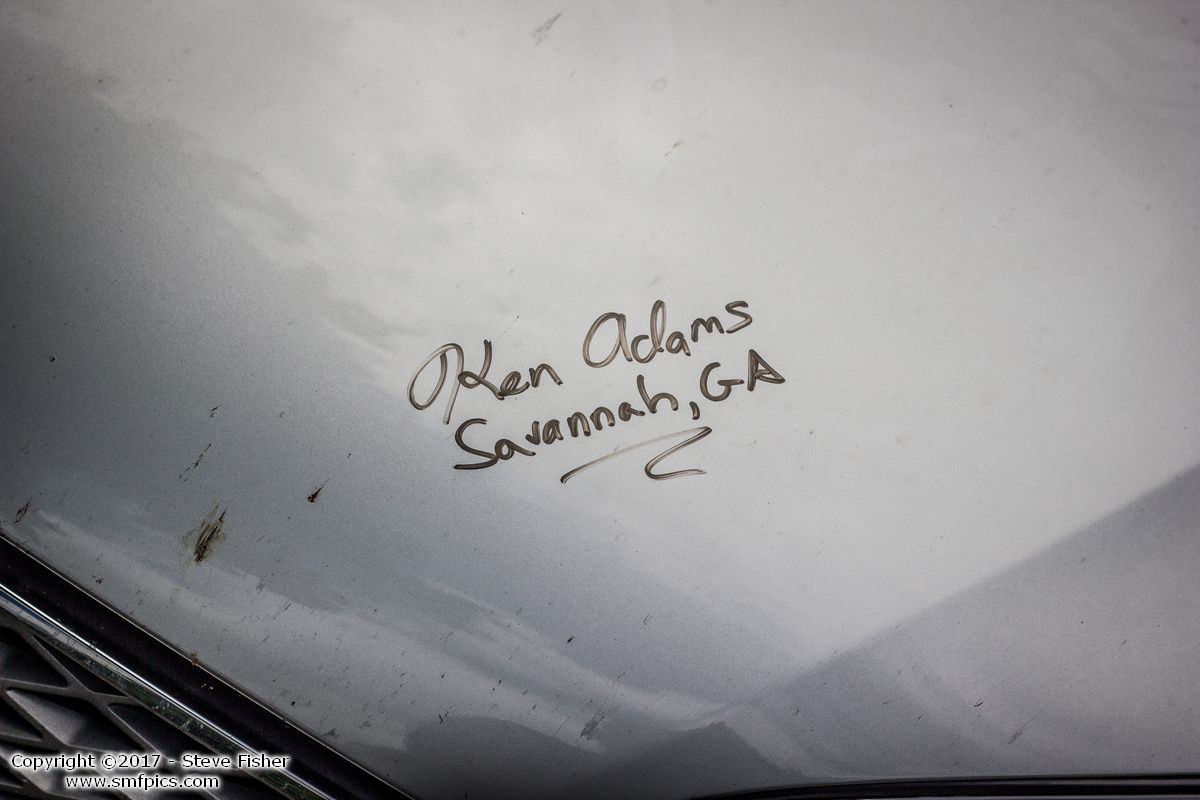 Ken Adams
Savannah, GA
Copyright ©2017 - Steve Fisher
www.smfpics.com